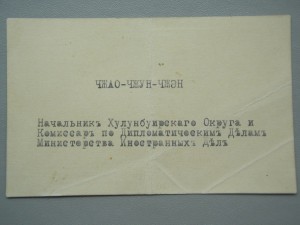 ЧЖАО-ЧЖУН-ЧЖЭН
Начальникъ Хулунбуирскаго Округа и
Комиссаръ по Дипломатическимъ Дѣламъ
Министерства Иностранныхъ Дѣлъ